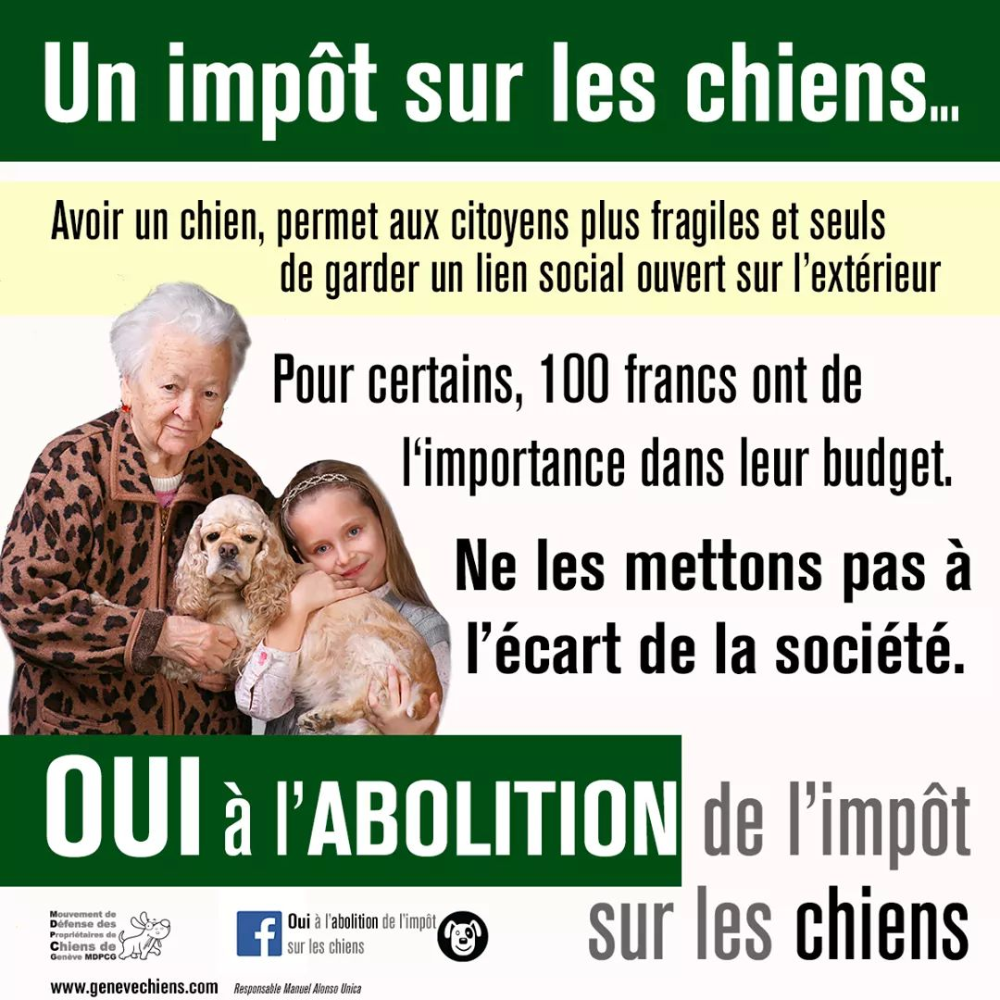 Un impôt sur les chiens...
Avoir un chien, permet aux citoyens plus fragiles et seuls
de garder un lien social ouvert sur l'extérieur
Pour certains, 100 francs ont de
l‘importance dans leur budget.
Ne les mettons pas à
l'écart de la société.
OUI à l'ABOLITION de l'impôt
sur les chiens
Mouvement de
Défense des
Propriétaires de
Chiens de
Genève MDPCG
Oui à l'abolition de l'impôt
sur les chiens
www.genevechiens.com Responsable Manuel Alonso Unica